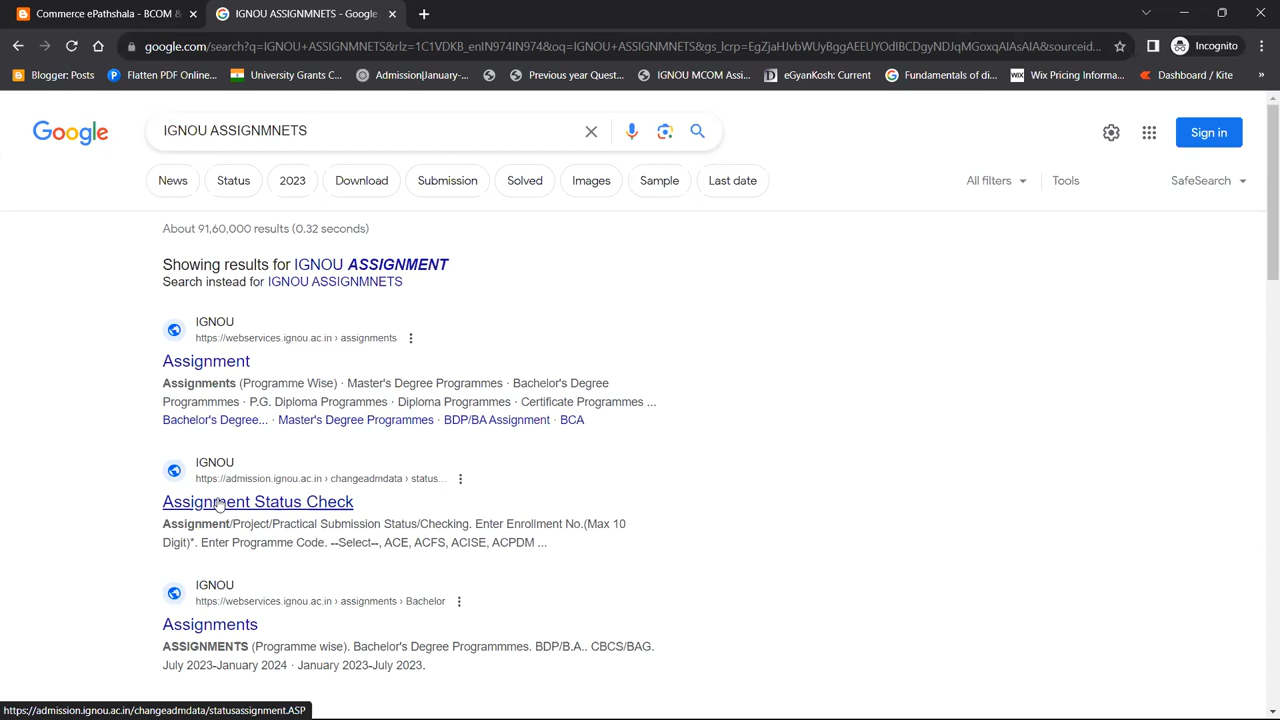 Commerce ePathshala - BCOM &
IGNOU ASSIGNMNETS - Google
Incognito
google.com/search?q=IGNOU+ASSIGNMNETS&rlz=1C1VDKB_enIN974IN974&oq=IGNOU+ASSIGNMNETS&gs_lcrp=EgZjaHJvbWUyBggAEEUYOdIBCDgyNDJqMGoxqAIAsAIA&sourceid...
Blogger: Posts
Flatten PDF Online...
University Grants C...
Admission|January-...
Previous year Quest...
IGNOU MCOM Assi...
eGyankosh: Current
Fundamentals of di...
WiX
Wix Pricing Informa...
Dashboard / Kite
»
Google
IGNOU ASSIGNMNETS
Sign in
News
Status
2023
Download
Submission
Solved
Images
Sample
Last date
All filters
Tools
SafeSearch
About 91,60,000 results (0.32 seconds)
Showing results for IGNOU ASSIGNMENT
Search instead for IGNOU ASSIGNMNETS
IGNOU
https://webservices.ignou.ac.in › assignments
Assignment
Assignments (Programme Wise) · Master's Degree Programmes · Bachelor's Degree
Programmmes · P.G. Diploma Programmes · Diploma Programmes · Certificate Programmes ...
Bachelor's Degree... · Master's Degree Programmes · BDP/BA Assignment · BCA
IGNOU
https://admission.ignou.ac.in › changeadmdata › status...
Assignment Status Check
Assignment/Project/Practical Submission Status/Checking. Enter Enrollment No.(Max 10
Digit)*. Enter Programme Code. --Select--, ACE, ACFS, ACISE, ACPDM ...
IGNOU
https://webservices.ignou.ac.in › assignments › Bachelor
Assignments
ASSIGNMENTS (Programme wise). Bachelor's Degree Programmmes. BDP/B.A.. CBCS/BAG.
July 2023-January 2024 · January 2023-July 2023.
https://admission.ignou.ac.in/changeadmdata/statusassignment.ASP